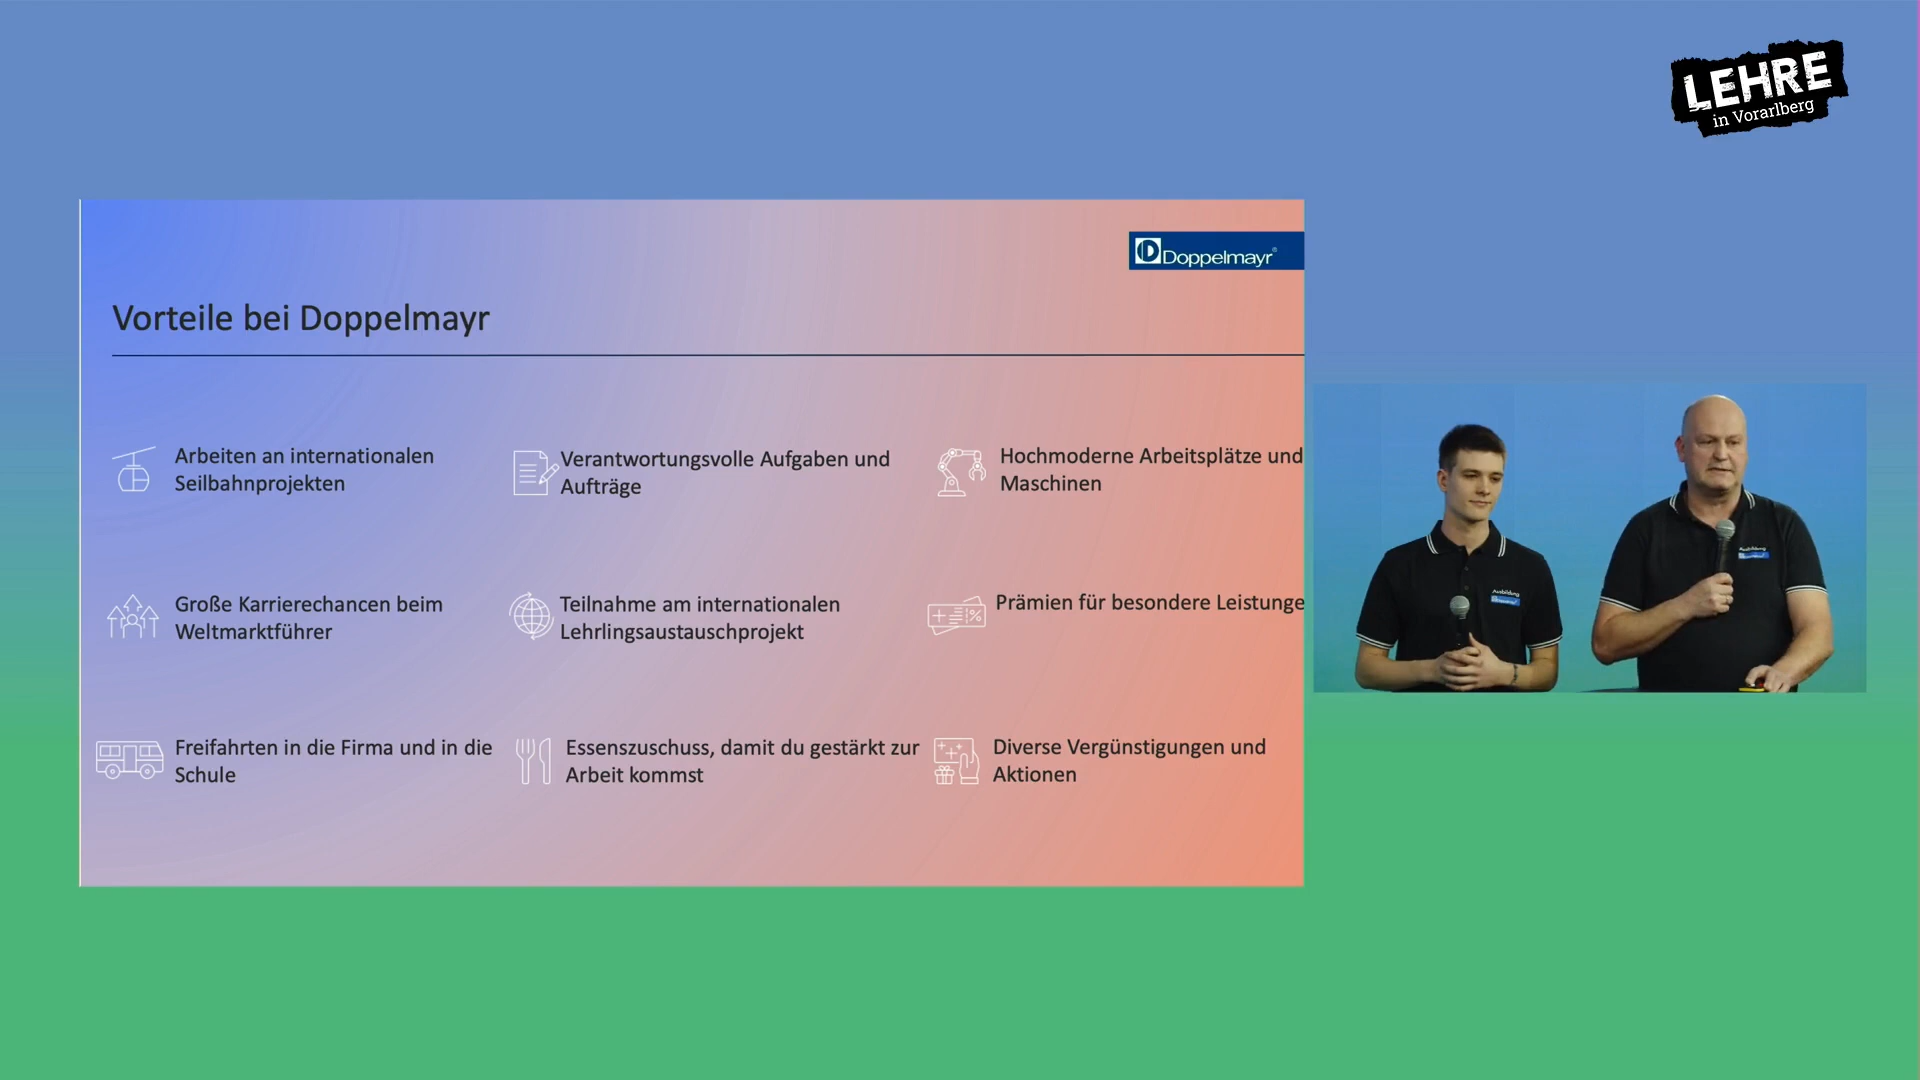 LEHRE
in Vorarlberg
Doppelmayr®
Vorteile bei Doppelmayr
Arbeiten an internationalen
Seilbahnprojekten
Verantwortungsvolle Aufgaben und
Aufträge
Hochmoderne Arbeitsplätze und
Maschinen
Große Karrierechancen beim
Weltmarktführer
Teilnahme am internationalen
Lehrlingsaustauschprojekt
Prämien für besondere Leistunge
Freifahrten in die Firma und in die
Schule
Essenszuschuss, damit du gestärkt zur
Arbeit kommst
Diverse Vergünstigungen und
Aktionen
Ausbildung
Ausbildung